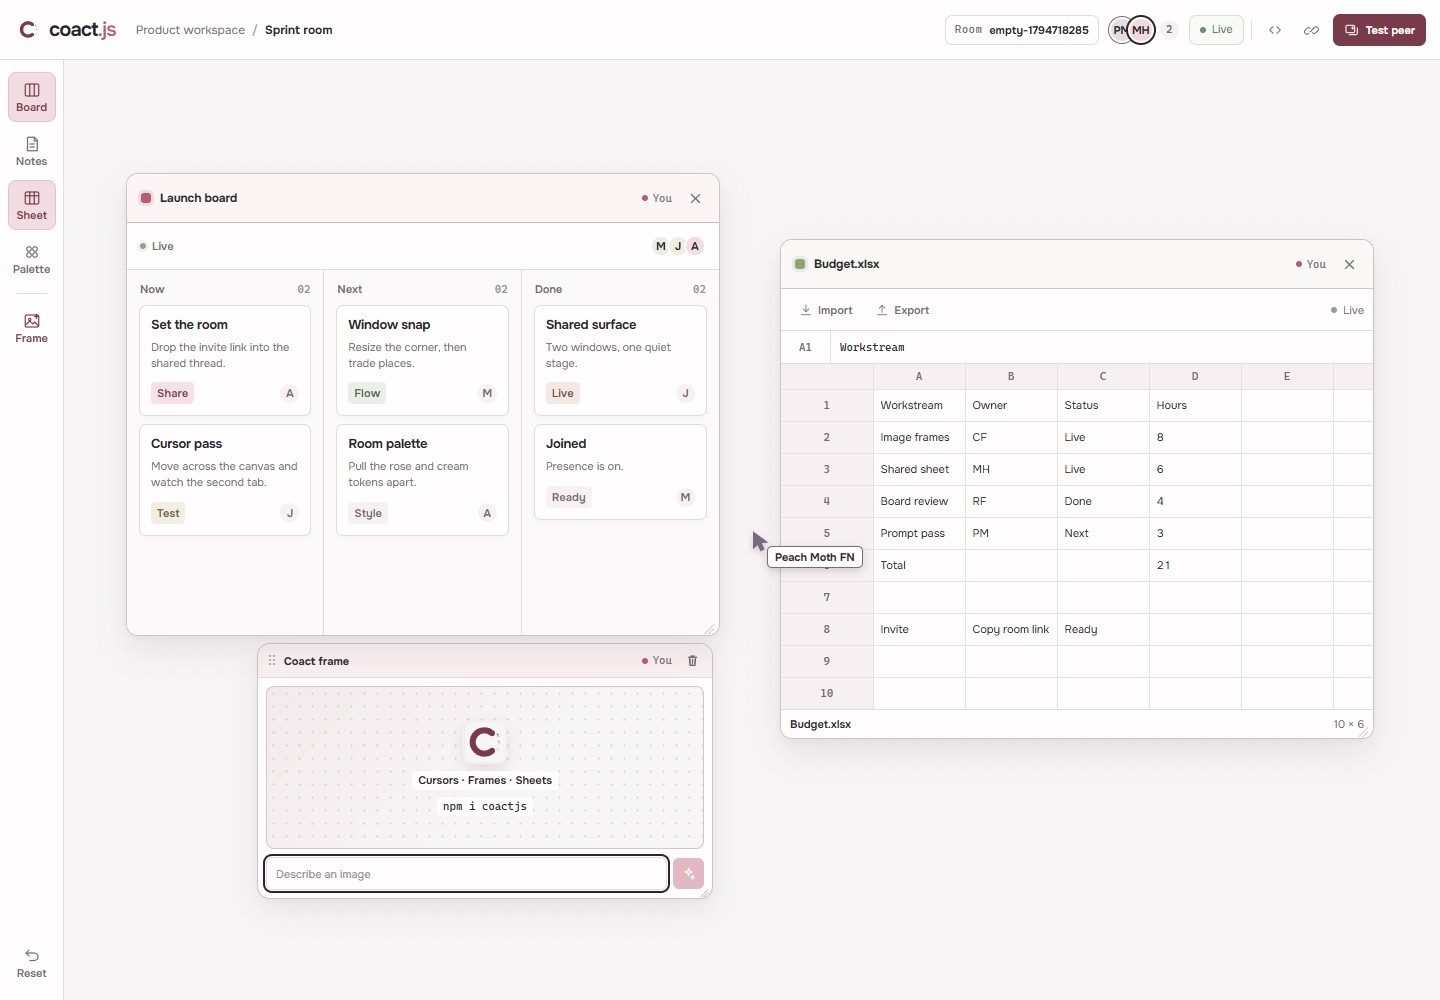 coact.js
Product workspace / Sprint room
Room empty-1794718285
MH
2
Live
Test peer
Board
Notes
Sheet
Palette
Frame
Reset
Launch board
You
Live
M J A
Now 02
Set the room
Drop the invite link into the
shared thread.
Share A
Cursor pass
Move across the canvas and
watch the second tab.
Test J
Next 02
Window snap
Resize the corner, then
trade places.
Flow M
Room palette
Pull the rose and cream
tokens apart.
Style A
Done 02
Shared surface
Two windows, one quiet
stage.
Live J
Joined
Presence is on.
Ready M
Coact frame
You
Cursors · Frames · Sheets
npm i coactjs
Describe an image
Peach Moth FN
Budget.xlsx
You
Import Export Live
A1 Workstream
A B C D E
1 Workstream Owner Status Hours
2 Image frames CF Live 8
3 Shared sheet MH Live 6
4 Board review RF Done 4
5 Prompt pass PM Next 3
Total 21
7
8 Invite Copy room link Ready
9
10
Budget.xlsx 10 × 6